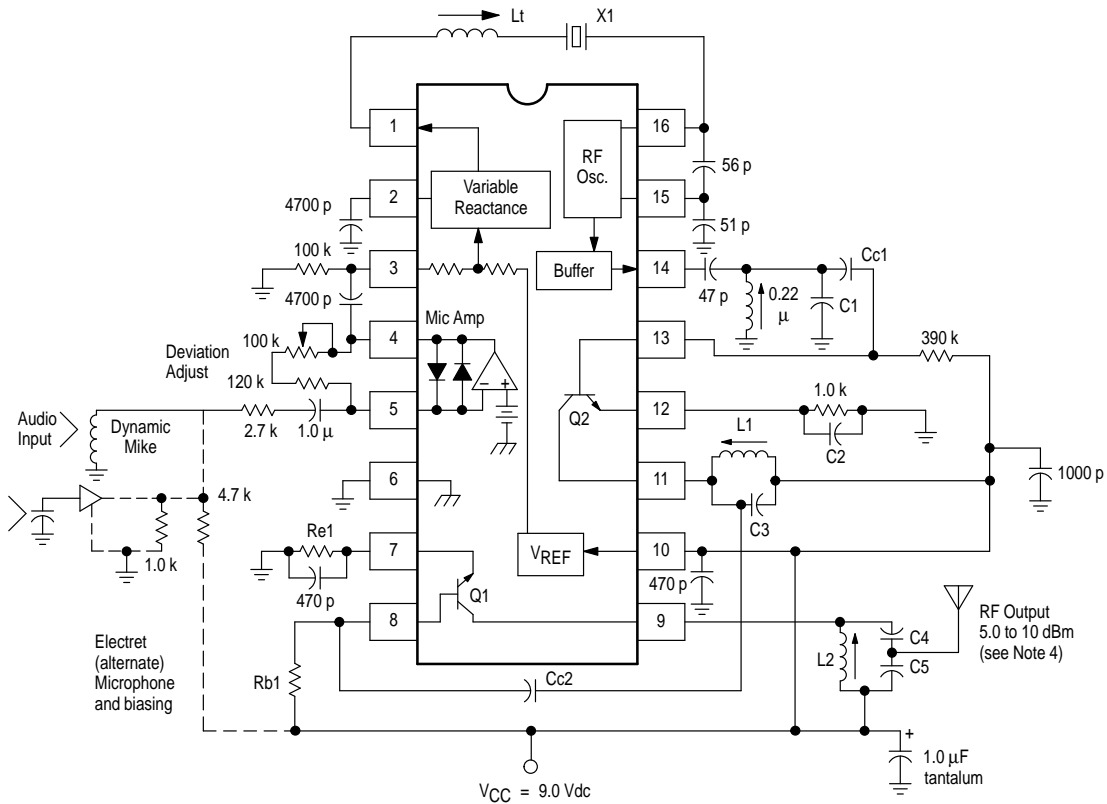 Lt
X1
1
16
RF
Osc.
56 p
Variable
Reactance
2
15
4700 p
51 p
100 k
3
Buffer
14
Cc1
47 p
0.22
μ
C1
4700 p
Mic Amp
4
13
390 k
100 k
Deviation
Adjust
120 k
5
– +
Q2
12
1.0 k
C2
Audio
Input
Dynamic
Mike
2.7 k
1.0 μ
L1
11
1000 p
6
C3
4.7 k
Re1
7
VREF
10
1.0 k
470 p
Q1
470 p
8
9
RF Output
5.0 to 10 dBm
(see Note 4)
C4
L2
C5
Electret
(alternate)
Microphone
and biasing
Rb1
Cc2
+
1.0 μF
tantalum
VCC = 9.0 Vdc